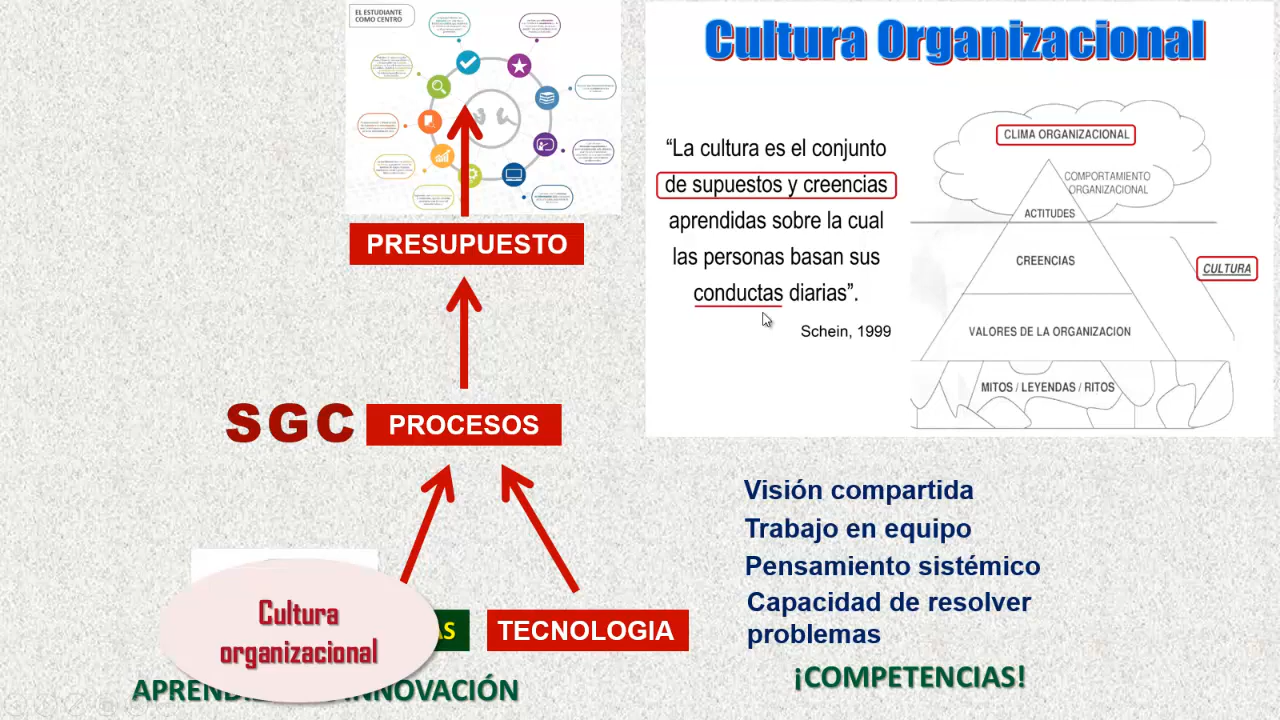 EL ESTUDIANTE
COMO CENTRO
PRESUPUESTO
SGC PROCESOS
TECNOLOGIA
Cultura
organizacional
INNOVACIÓN
Cultura Organizacional
“La cultura es el conjunto
de supuestos y creencias
aprendidas sobre la cual
las personas basan sus
conductas diarias”.
Schein, 1999
CLIMA ORGANIZACIONAL
COMPORTAMIENTO
ORGANIZACIONAL
ACTITUDES
CREENCIAS
CULTURA
VALORES DE LA ORGANIZACION
MITOS / LEYENDAS / RITOS
Visión compartida
Trabajo en equipo
Pensamiento sistémico
Capacidad de resolver
problemas
¡COMPETENCIAS!